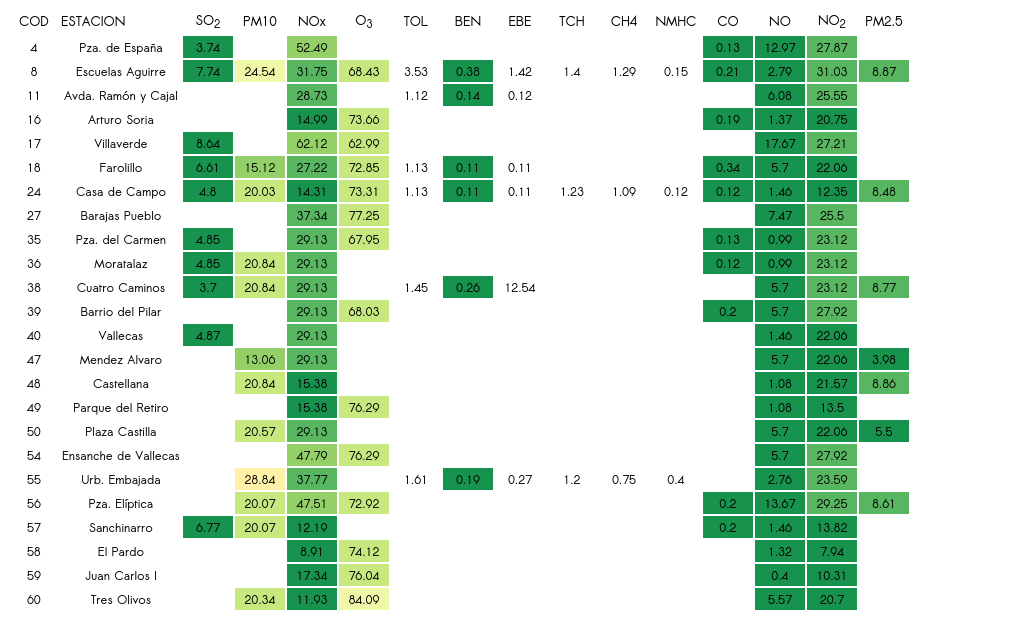 COD ESTACION SO2 PM10 NOx O3 TOL BEN EBE TCH CH4 NMHC CO NO NO2 PM2.5
4 Pza. de España 3.74 52.49 0.13 12.97 27.87
8 Escuelas Aguirre 7.74 24.54 31.75 68.43 3.53 0.38 1.42 1.4 1.29 0.15 0.21 2.79 31.03 8.87
11 Avda. Ramón y Cajal 28.73 1.12 0.14 0.12 6.08 25.55
16 Arturo Soria 14.99 73.66 0.19 1.37 20.75
17 Villaverde 8.64 62.12 62.99 17.67 27.21
18 Farolillo 6.61 15.12 27.22 72.85 1.13 0.11 0.11 0.34 5.7 22.06
24 Casa de Campo 4.8 20.03 14.31 73.31 1.13 0.11 0.11 1.23 1.09 0.12 0.12 1.46 12.35 8.48
27 Barajas Pueblo 37.34 77.25 7.47 25.5
35 Pza. del Carmen 4.85 29.13 67.95 0.13 0.99 23.12
36 Moratalaz 4.85 20.84 29.13 0.12 0.99 23.12
38 Cuatro Caminos 3.7 20.84 29.13 1.45 0.26 12.54 5.7 23.12 8.77
39 Barrio del Pilar 29.13 68.03 0.2 5.7 27.92
40 Vallecas 4.87 29.13 1.46 22.06
47 Mendez Alvaro 13.06 29.13 5.7 22.06 3.98
48 Castellana 20.84 15.38 1.08 21.57 8.86
49 Parque del Retiro 15.38 76.29 1.08 13.5
50 Plaza Castilla 20.57 29.13 5.7 22.06 5.5
54 Ensanche de Vallecas 47.79 76.29 5.7 27.92
55 Urb. Embajada 28.84 37.77 1.61 0.19 0.27 1.2 0.75 0.4 2.76 23.59
56 Pza. Elíptica 20.07 47.51 72.92 0.2 13.67 29.25 8.61
57 Sanchinarro 6.77 20.07 12.19 0.2 1.46 13.82
58 El Pardo 8.91 74.12 1.32 7.94
59 Juan Carlos I 17.34 76.04 0.4 10.31
60 Tres Olivos 20.34 11.93 84.09 5.57 20.7